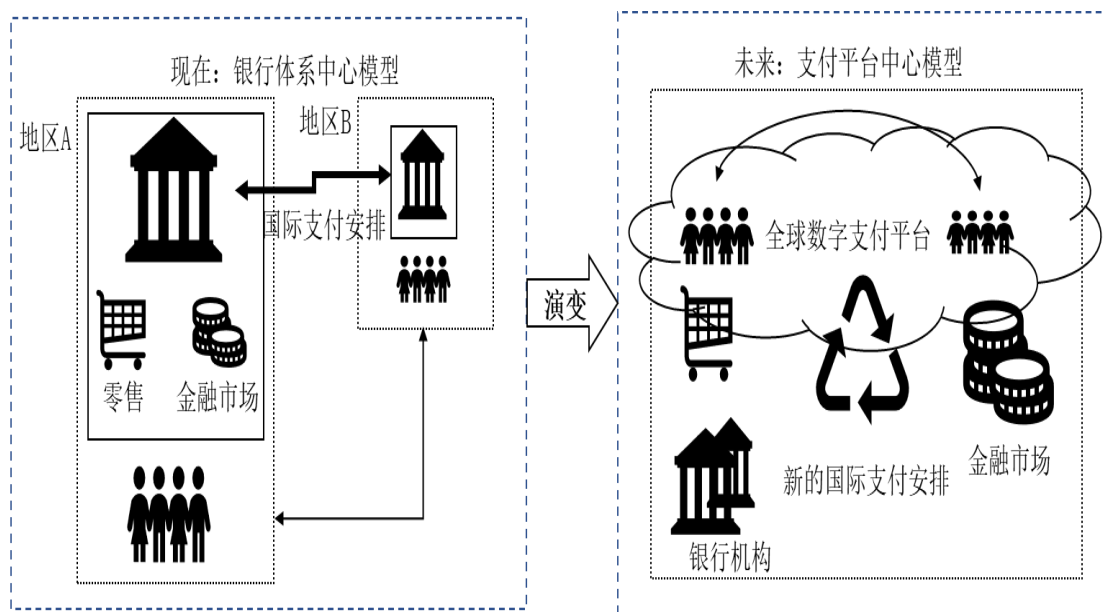 现在：银行体系中心模型
地区A
地区B
国际支付安排
零售
金融市场
演变
未来：支付平台中心模型
全球数字支付平台
金融市场
新的国际支付安排
银行机构